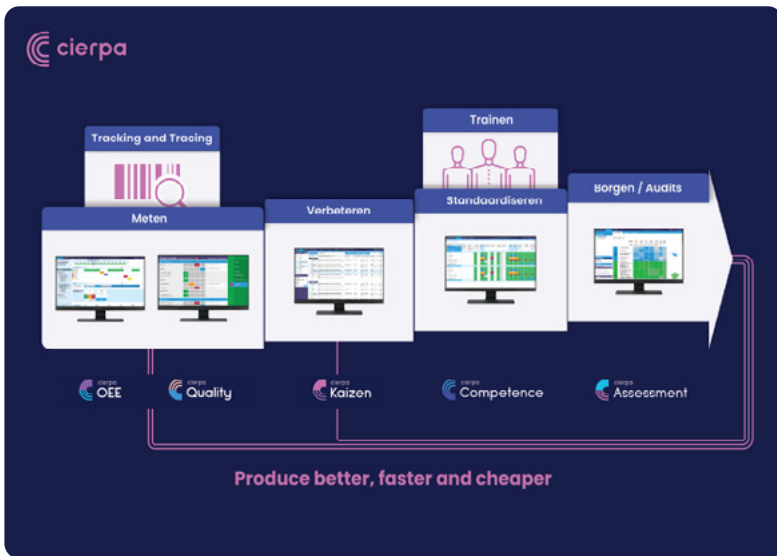 cierpa
Tracking and Tracing
Trainen
Meten
Verbeteren
Standaardiseren
Borgen / Audits
cierpa
OEE
cierpa
Quality
cierpa
Kaizen
cierpa
Competence
cierpa
Assessment
Produce better, faster and cheaper